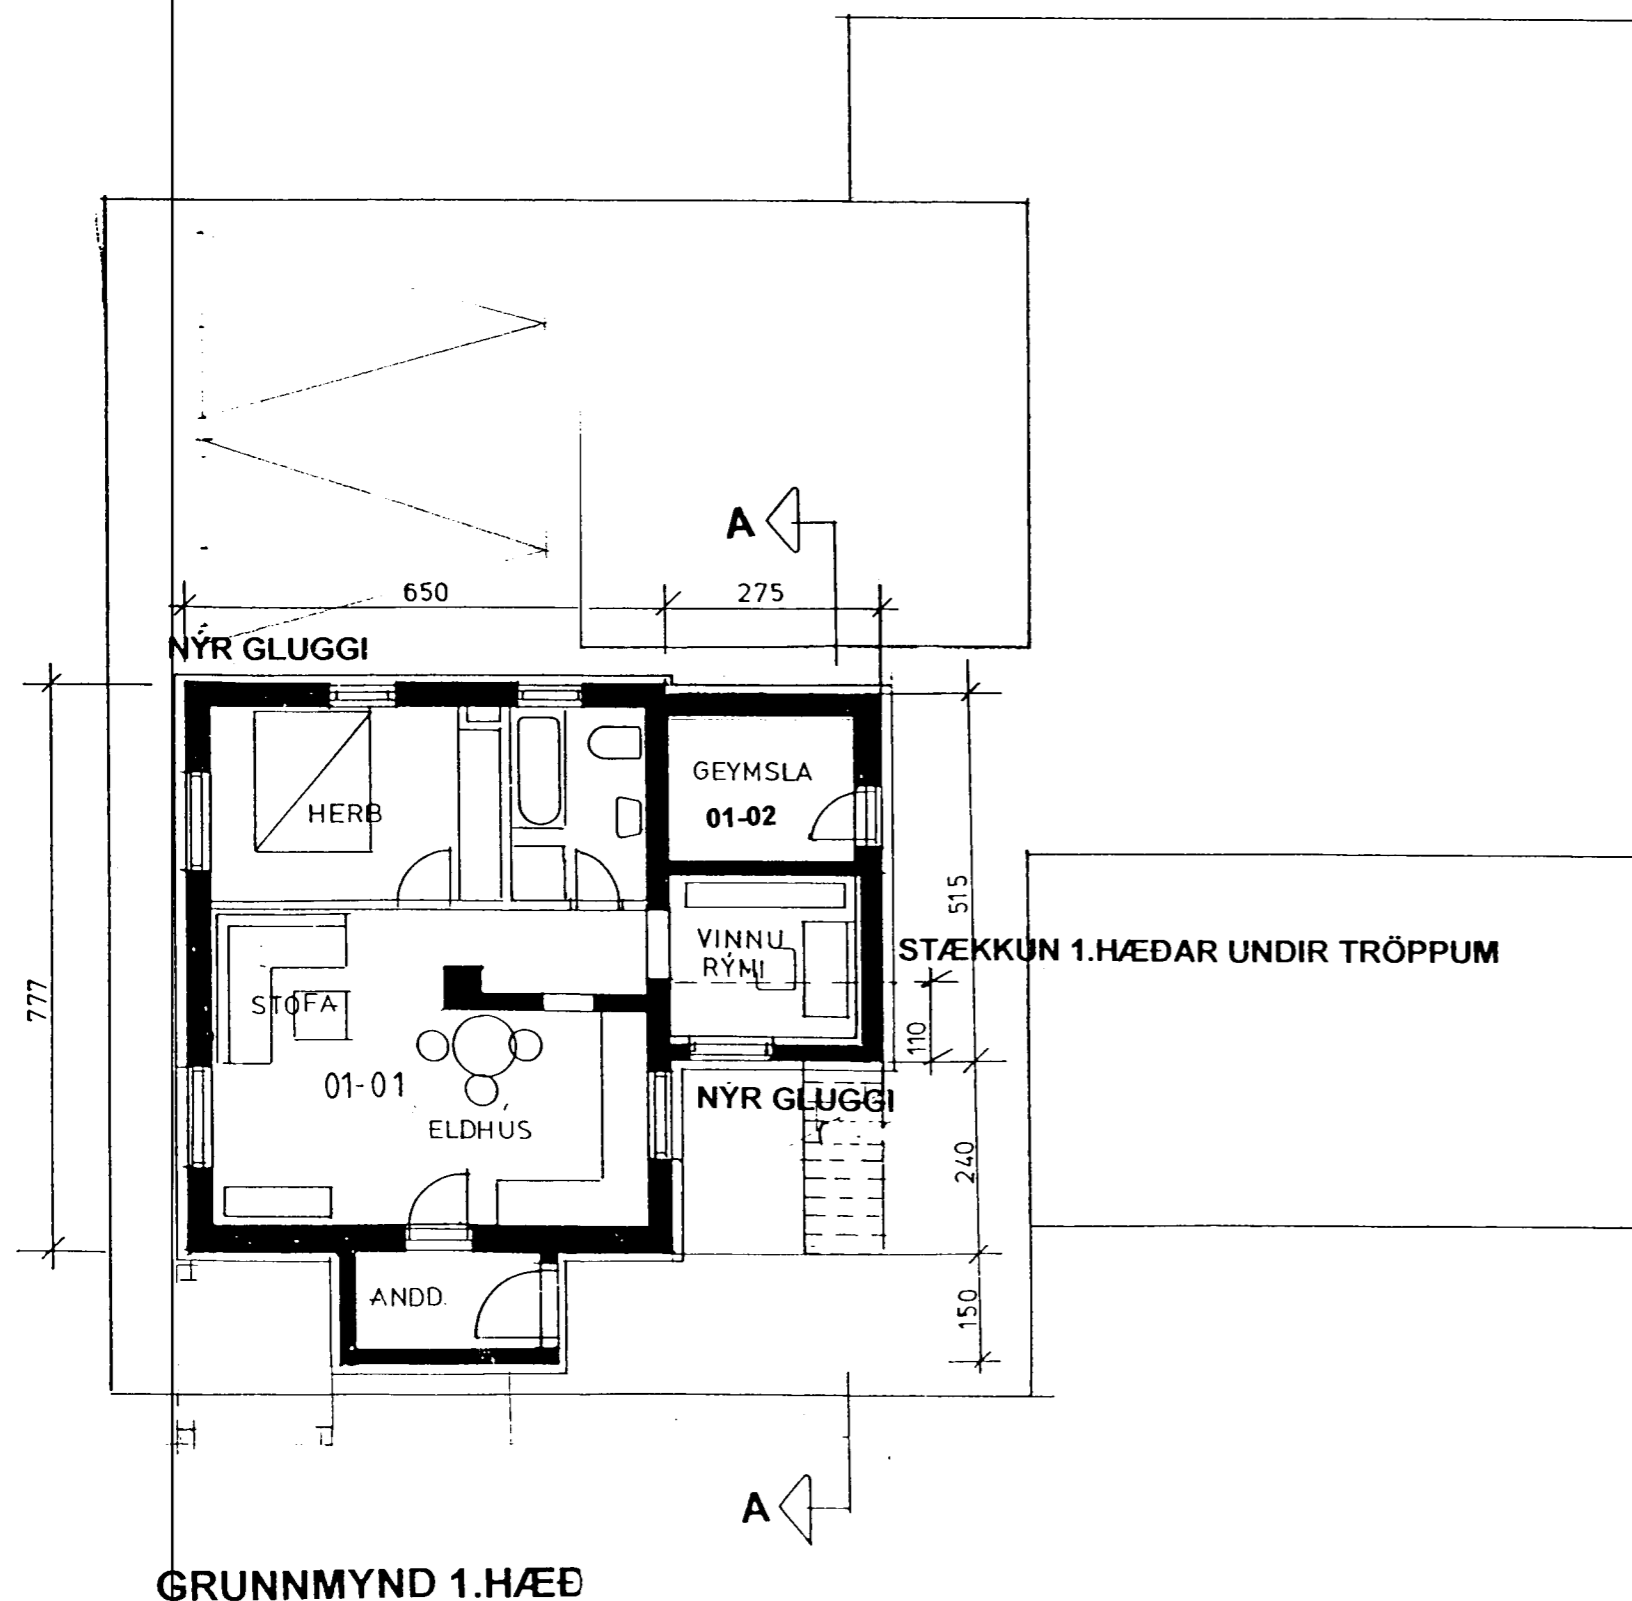 A
650
275
NÝR GLUGGI
GEYMSLA
01-02
HERB
515
VINNU
RÝMI
STÆKKUN 1.HÆÐAR UNDIR TRÖPPUM
777
STOFA
110
01-01
NÝR GLUGGI
ELDHÚS
240
ANDD.
150
A
GRUNNMYND 1.HÆÐ